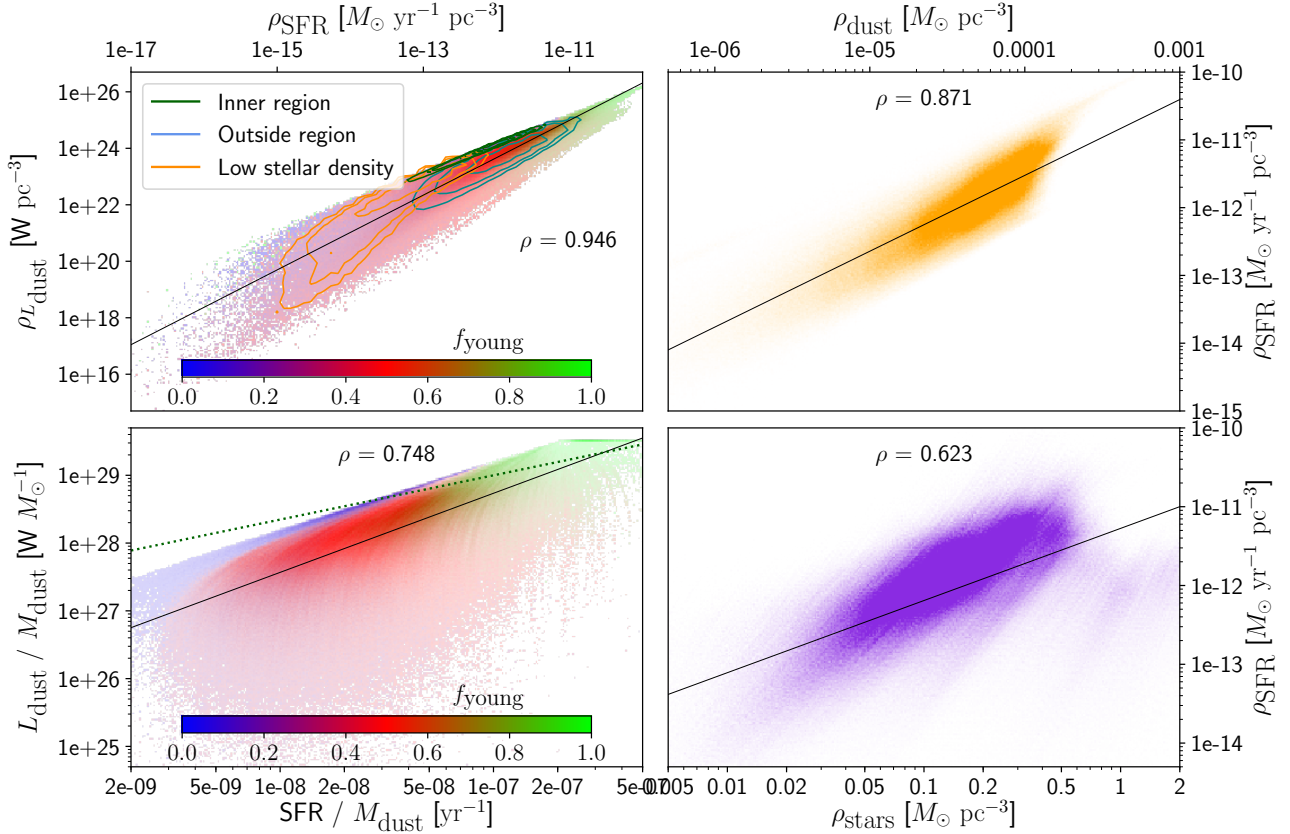 ρSFR [M⊙ yr−1 pc−3]
1e-17 1e-15 1e-13 1e-11
ρdust [M⊙ pc−3]
1e-06 1e-05 0.0001 0.001
ρLdust [W pc−3]
1e+26
1e+24
1e+22
1e+20
1e+18
1e+16
Inner region
Outside region
Low stellar density
ρ = 0.946
fyoung
0.0 0.2 0.4 0.6 0.8 1.0
ρ = 0.871
1e-10
1e-11
1e-12
1e-13
1e-14
1e-15
ρSFR [M⊙ yr−1 pc−3]
Ldust / Mdust [W M⊙−1]
1e+29
1e+28
1e+27
1e+26
1e+25
ρ = 0.748
fyoung
0.0 0.2 0.4 0.6 0.8 1.0
2e-09 5e-09 1e-08 2e-08 5e-08 1e-07 2e-07 5e-07
SFR / Mdust [yr−1]
ρ = 0.623
1e-10
1e-11
1e-12
1e-13
1e-14
ρSFR [M⊙ yr−1 pc−3]
0.005 0.01 0.02 0.05 0.1 0.2 0.5 1 2
ρstars [M⊙ pc−3]